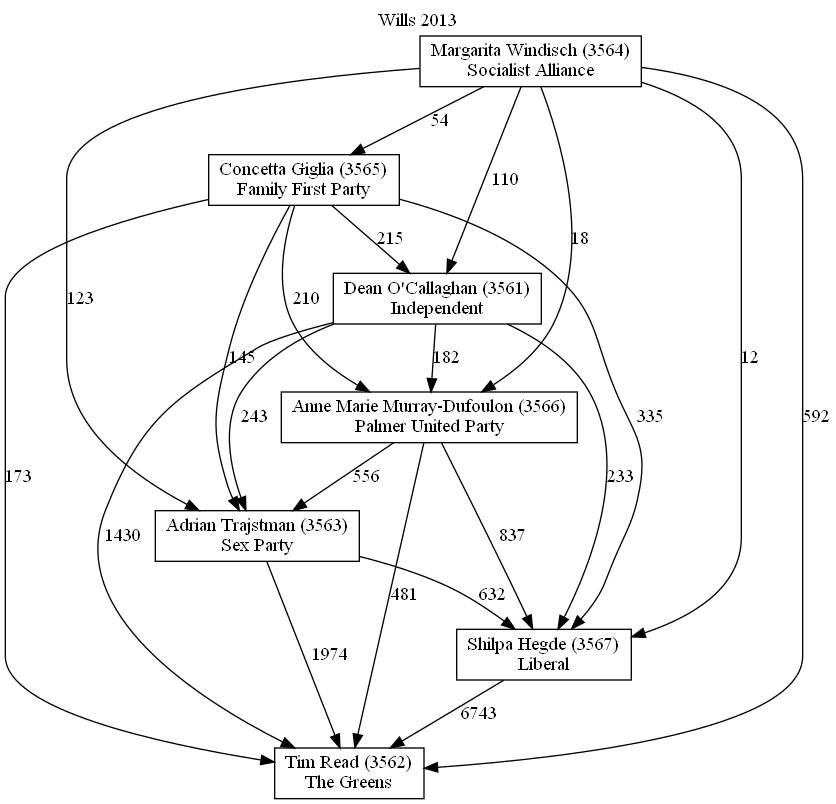 Wills 2013
Margarita Windisch (3564)
Socialist Alliance
54
Concetta Giglia (3565)
Family First Party
110
215
18
Dean O'Callaghan (3561)
Independent
123
210
145
182
12
Anne Marie Murray-Dufoulon (3566)
Palmer United Party
243
335
592
173
556
233
Adrian Trajstman (3563)
Sex Party
1430
837
481
632
Shilpa Hegde (3567)
Liberal
1974
6743
Tim Read (3562)
The Greens